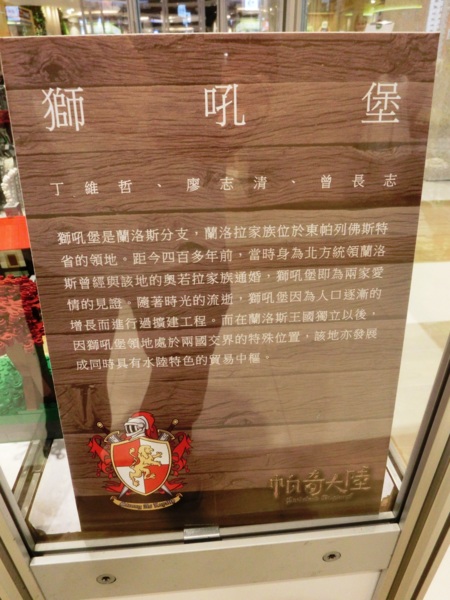 獅吼堡
丁維哲、廖志清、曾長志
獅吼堡是蘭洛斯分支，蘭洛拉家族位於東帕列佛斯特
省的領地。距今四百多年前，當時身為北方統領蘭洛
斯曾經與該地的奧若拉家族通婚，獅吼堡即為兩家愛
情的見證。隨著時光的流逝，獅吼堡因為人口逐漸的
增長而進行過擴建工程。而在蘭洛斯王國獨立以後，
因獅吼堡領地處於兩國交界的特殊位置，該地亦發展
成同時具有水陸特色的貿易中樞。
帕奇大陸